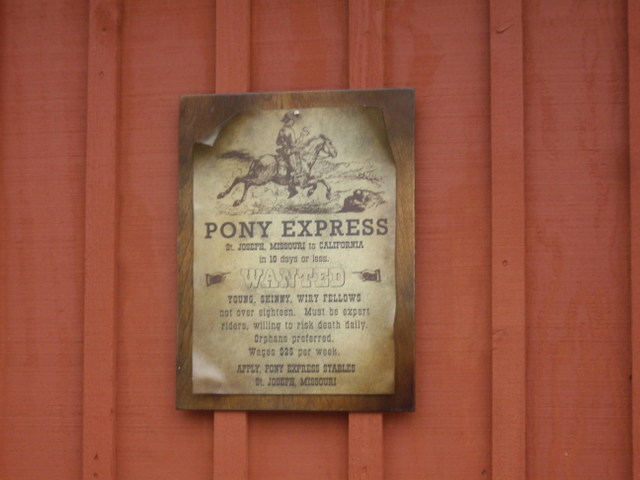 PONY EXPRESS
St. JOSEPH, MISSOURI to CALIFORNIA
in 10 days or less.
WANTED
YOUNG, SKINNY, WIRY FELLOWS
not over eighteen. Must be expert
riders, willing to risk death daily.
Orphans preferred.
Wages $25 per week.
APPLY, PONY EXPRESS STABLES
St. JOSEPH, MISSOURI